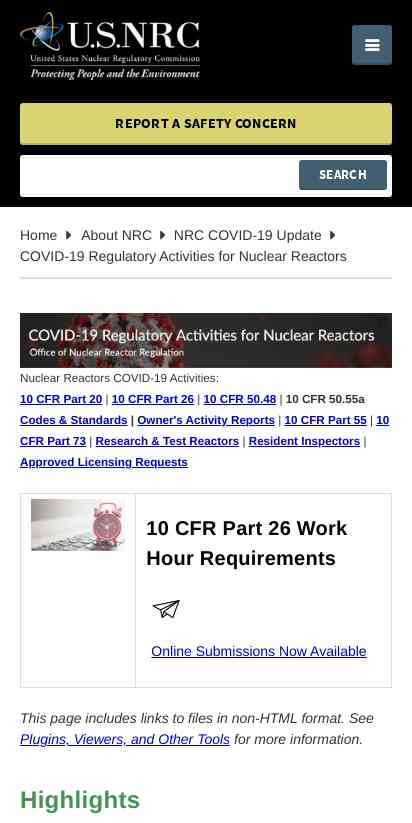 U.S.NRC
United States Nuclear Regulatory Commission
Protecting People and the Environment
REPORT A SAFETY CONCERN
SEARCH
Home About NRC NRC COVID-19 Update
COVID-19 Regulatory Activities for Nuclear Reactors
COVID-19 Regulatory Activities for Nuclear Reactors
Office of Nuclear Reactor Regulation
Nuclear Reactors COVID-19 Activities:
10 CFR Part 20 | 10 CFR Part 26 | 10 CFR 50.48 | 10 CFR 50.55a
Codes & Standards | Owner's Activity Reports | 10 CFR Part 55 | 10
CFR Part 73 | Research & Test Reactors | Resident Inspectors |
Approved Licensing Requests
10 CFR Part 26 Work
Hour Requirements
Online Submissions Now Available
This page includes links to files in non-HTML format. See
Plugins, Viewers, and Other Tools for more information.
Highlights